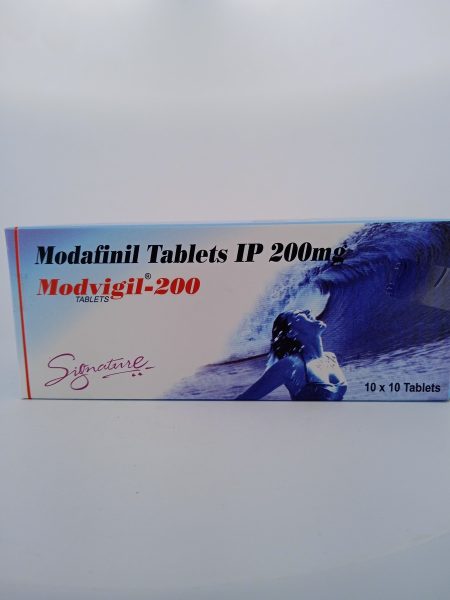 Modafinil Tablets IP 200mg
Modvigil®-200
TABLETS
Signature
10 x 10 Tablets